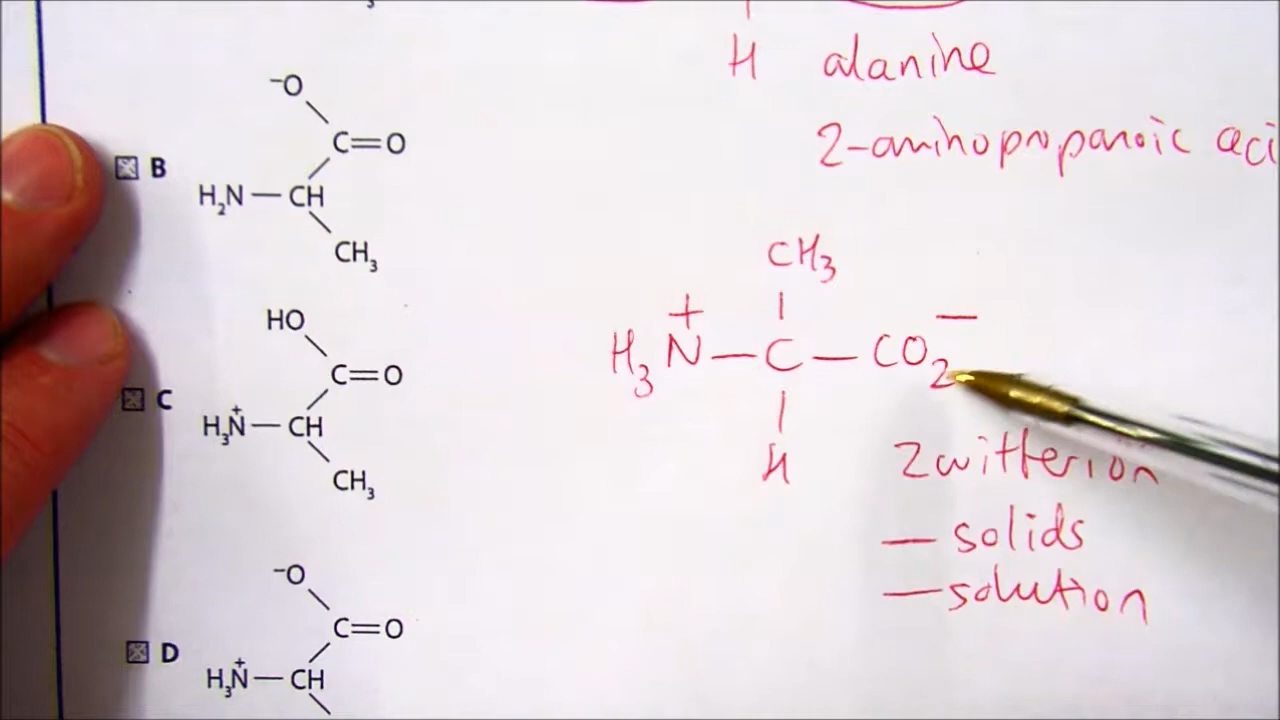 3
H alanine
2-aminopropanoic aci
⁻O
C=O
B
H₂N—CH
CH₃
CH₃
HO
C=O
C
H₃N⁺—CH
CH₃
H₃N⁺—C—CO₂⁻
H
Zwitterion
— solids
— solution
⁻O
C=O
D
H₃N⁺—CH